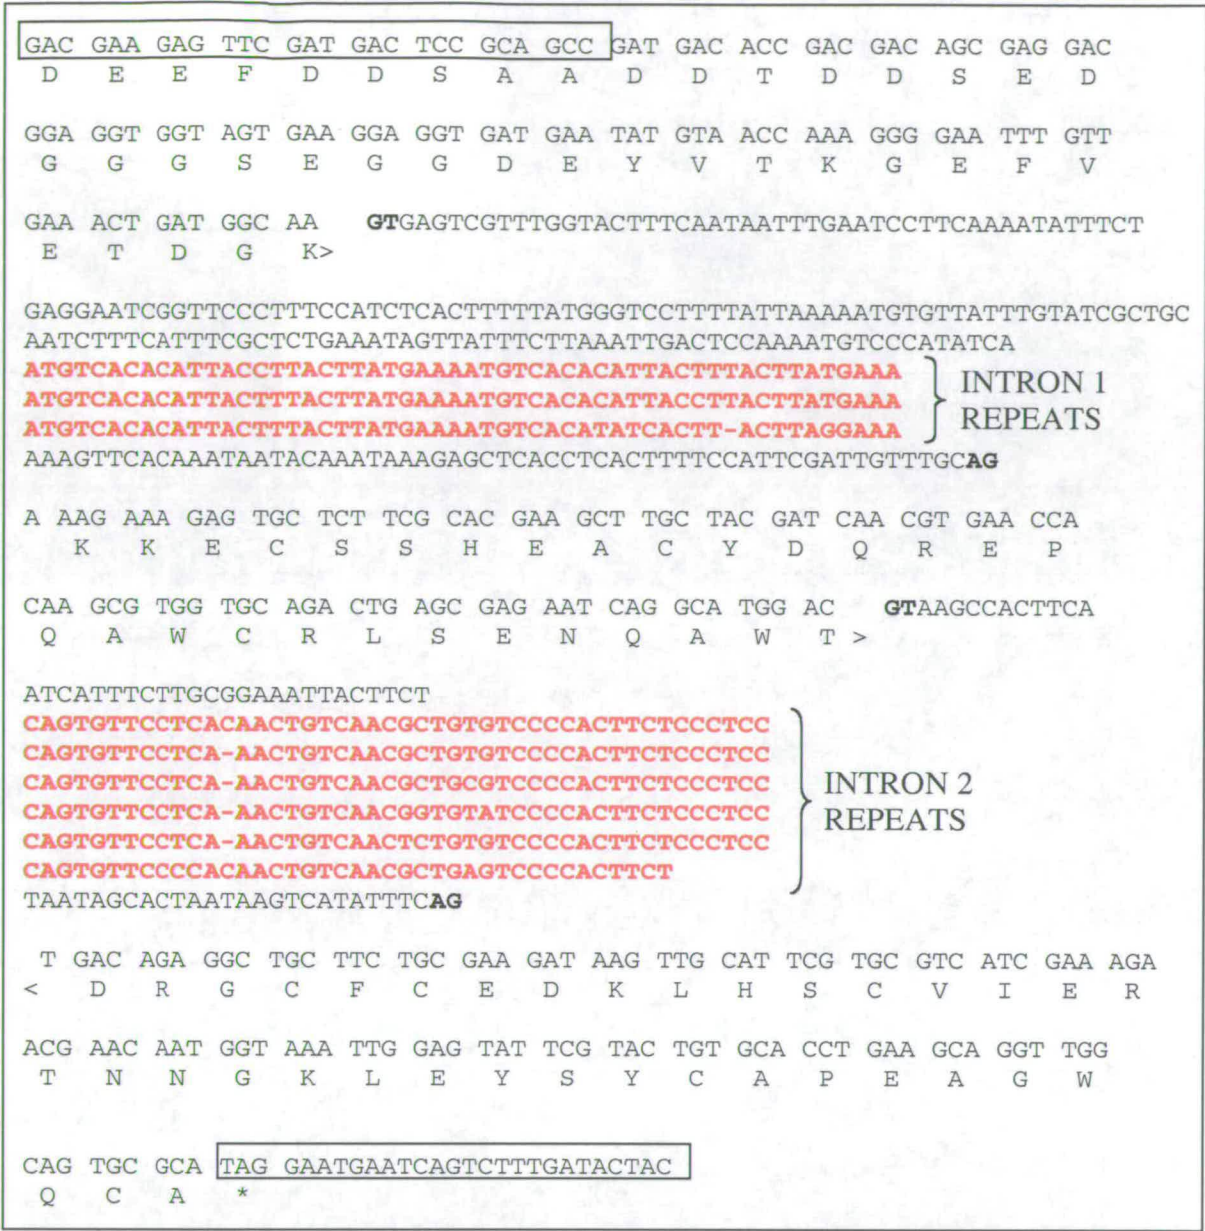 GAC GAA GAG TTC GAT GAC TCC GCA GCC GAT GAC ACC GAC GAC AGC GAG GAC
D E E F D D S A A D D T D D S E D
GGA GGT GGT AGT GAA GGA GGT GAT GAA TAT GTA ACC AAA GGG GAA TTT GTT
G G G S E G G D E Y V T K G E F V
GAA ACT GAT GGC AA GTGAGTCGTTTGGTACTTTCAATAATTTGAATCCTTCAAAATATTTCT
E T D G K>
GAGGAATCGGTTCCCTTTCCATCTCACTTTTTATGGGTCCTTTTATTAAAAATGTGTTATTTGTATCGCTGC
AATCTTTCATTTCGCTCTGAAATAGTTATTTCTTAAATTGACTCCAAAATGTCCCATATCA
ATGTCACACATTACCTTACTTATGAAAATGTCACACATTACTTTACTTATGAAA
ATGTCACACATTACTTTACTTATGAAAATGTCACACATTACCTTACTTATGAAA
ATGTCACACATTACTTTACTTATGAAAATGTCACATATCACTT-ACTTAGGAAA
INTRON 1
REPEATS
AAAGTTCACAAATAATACAAATAAAGAGCTCACCTCACTTTTTCCATTCGATTGTTTGCAG
A AAG AAA GAG TGC TCT TCG CAC GAA GCT TGC TAC GAT CAA CGT GAA CCA
K K E C S S H E A C Y D Q R E P
CAA GCG TGG TGC AGA CTG AGC GAG AAT CAG GCA TGG AC GTAAGCCACTTCA
Q A W C R L S E N Q A W T >
ATCATTTCTTGCGGAAATTACTTCT
CAGTGTTCCTCACAACTGTCAACGCTGTGTCCCCACTTCTCCCTCC
CAGTGTTCCTCA-AACTGTCAACGCTGTGTCCCCACTTCTCCCTCC
CAGTGTTCCTCA-AACTGTCAACGCTGCGTCCCCACTTCTCCCTCC
CAGTGTTCCTCA-AACTGTCAACGGTGTATCCCCACTTCTCCCTCC
CAGTGTTCCTCA-AACTGTCAACTCTGTGTCCCCACTTCTCCCTCC
CAGTGTTCCCCACAACTGTCAACGCTGAGTCCCCACTTCT
INTRON 2
REPEATS
TAATAGCACTAATAAGTCATATTTCAG
T GAC AGA GGC TGC TTC TGC GAA GAT AAG TTG CAT TCG TGC GTC ATC GAA AGA
< D R G C F C E D K L H S C V I E R
ACG AAC AAT GGT AAA TTG GAG TAT TCG TAC TGT GCA CCT GAA GCA GGT TGG
T N N G K L E Y S Y C A P E A G W
CAG TGC GCA TAG GAATGAATCAGTCTTTGATACTAC
Q C A *